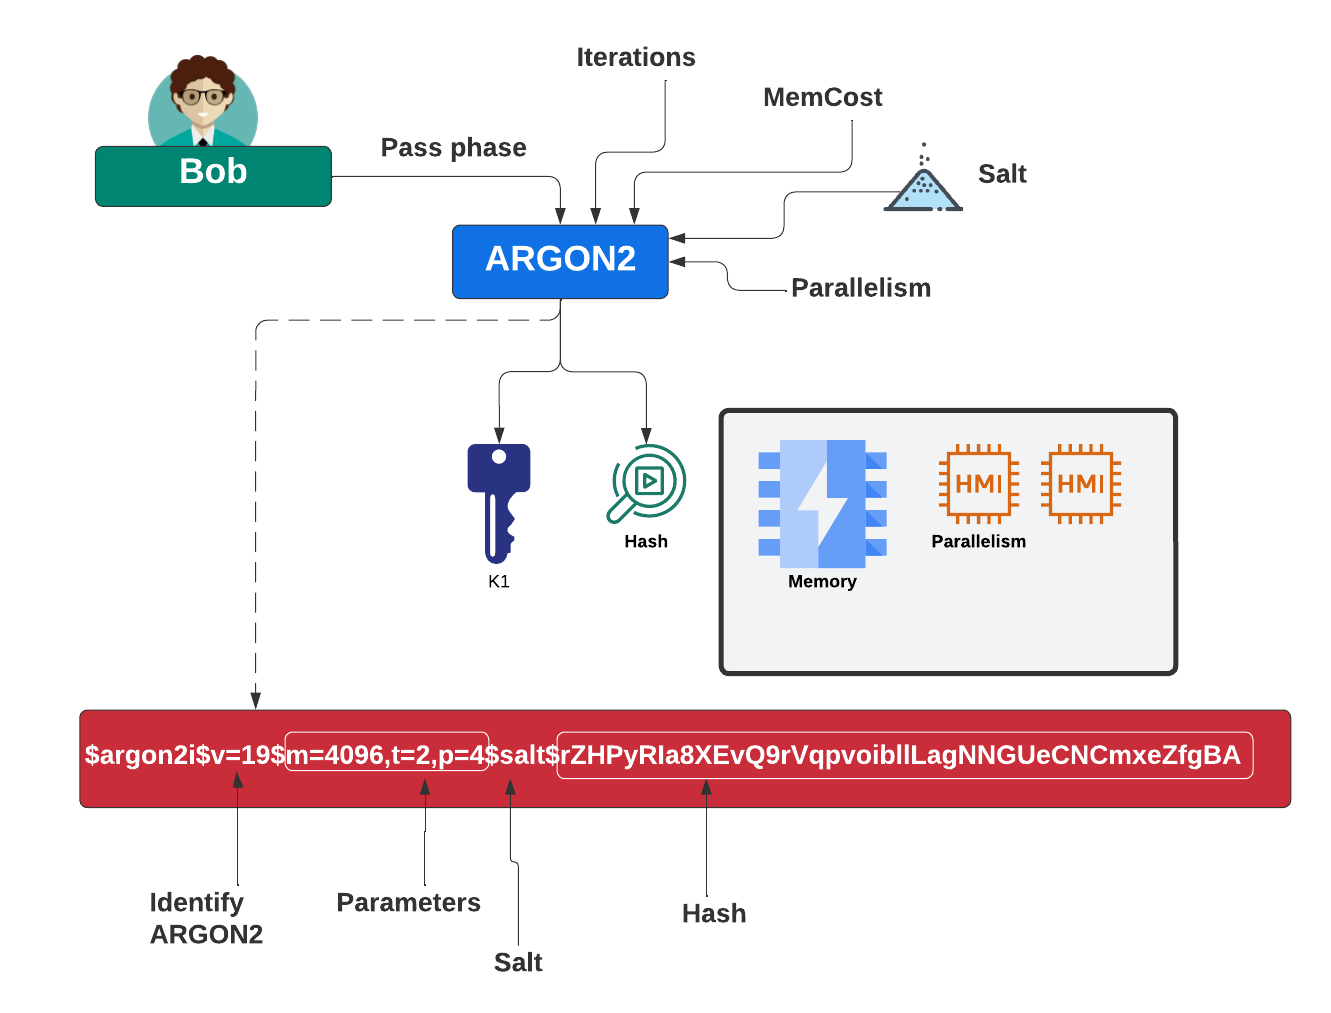 Iterations
MemCost
Pass phase
Bob
Salt
ARGON2
Parallelism
HMI HMI
Hash
Parallelism
K1
Memory
$argon2i$v=19$m=4096,t=2,p=4$salt$rZHPyRIa8XEvQ9rVqpvoibllLagNNGUeCNCmxeZfgBA
Identify
ARGON2
Parameters
Hash
Salt